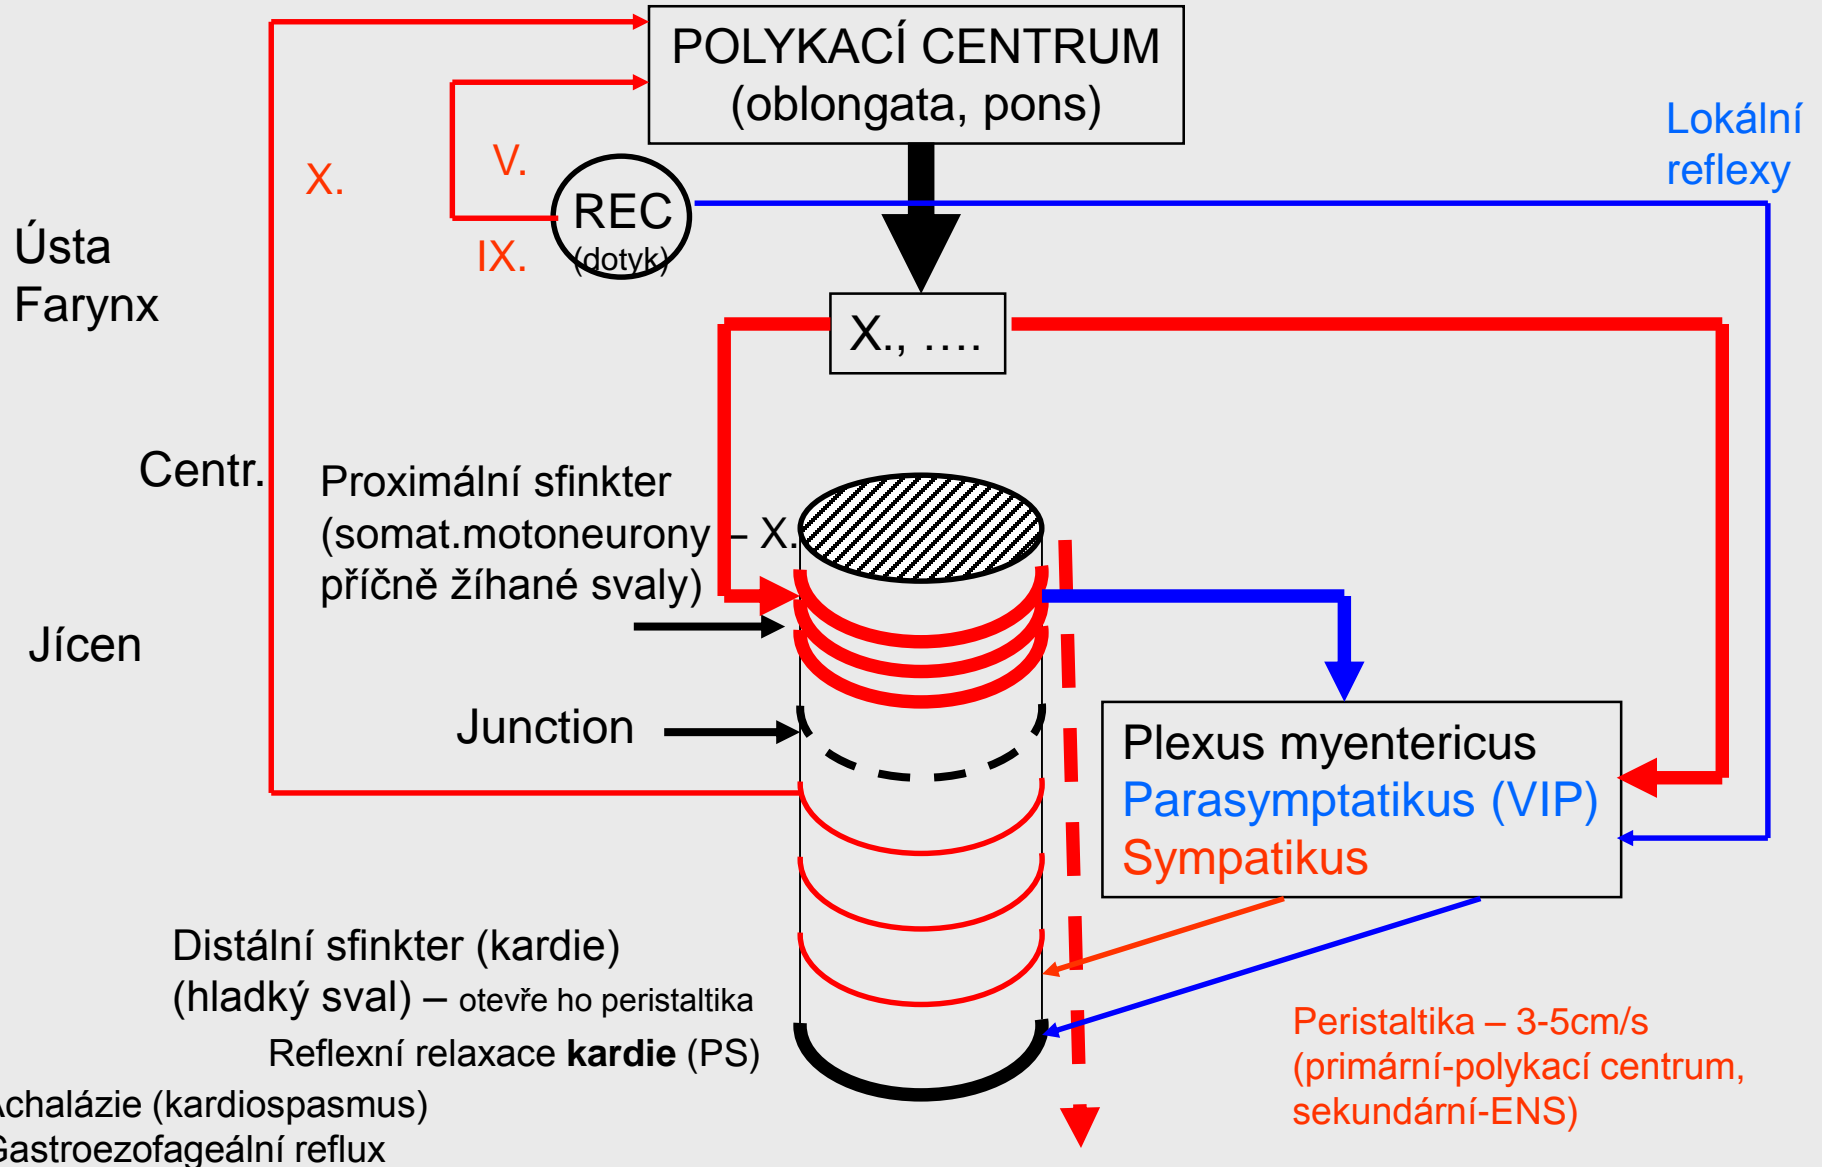 POLYKACÍ CENTRUM
(oblongata, pons)
Lokální
reflexy
X.
V.
REC
(dotyk)
IX.
Ústa
Farynx
X., ....
Centr.
Proximální sfinkter
(somat.motoneurony – X.
příčně žíhané svaly)
Jícen
Junction
Plexus myentericus
Parasymptatikus (VIP)
Sympatikus
Distální sfinkter (kardie)
(hladký sval) – otevře ho peristaltika
Reflexní relaxace kardie (PS)
Peristaltika – 3-5cm/s
(primární-polykací centrum,
sekundární-ENS)
Achalázie (kardiospasmus)
Gastroezofageální reflux